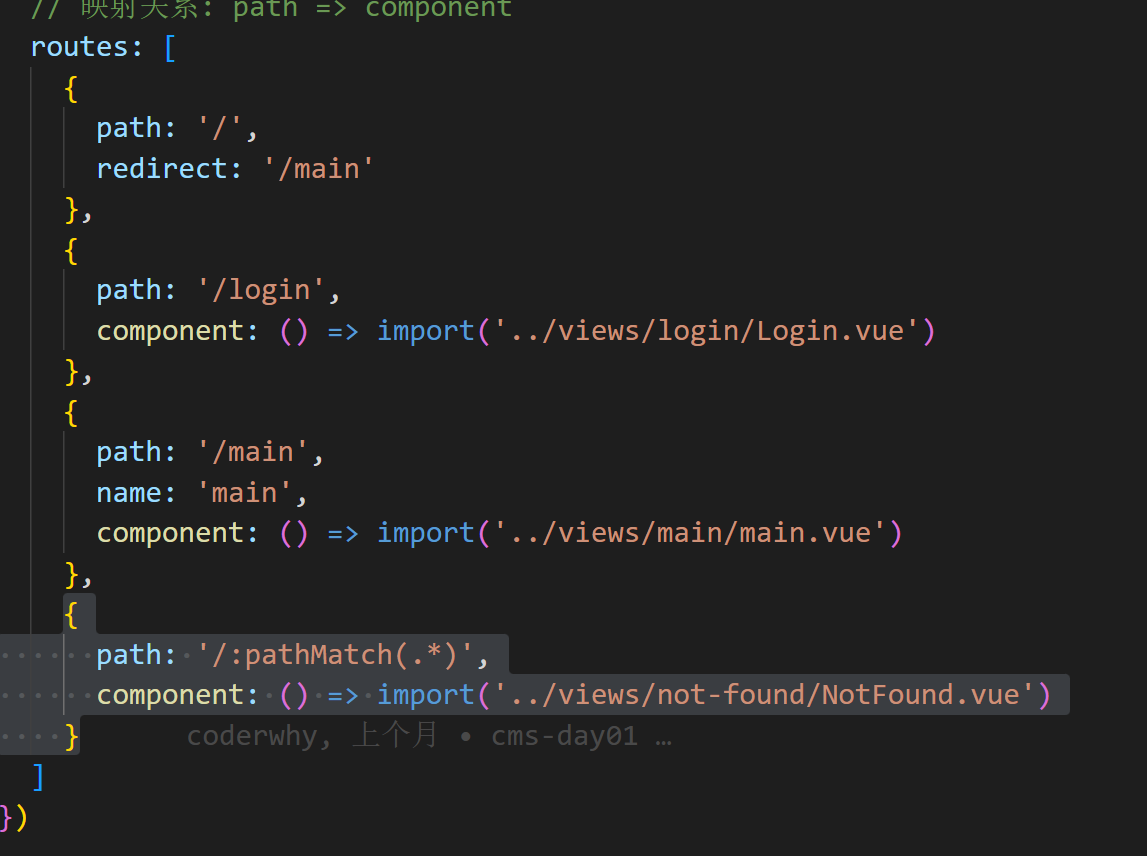 // 映射关系: path => component
routes: [
{
path: '/',
redirect: '/main'
},
{
path: '/login',
component: () => import('../views/login/Login.vue')
},
{
path: '/main',
name: 'main',
component: () => import('../views/main/main.vue')
},
{
path: '/:pathMatch(.*)',
component: () => import('../views/not-found/NotFound.vue')
} coderwhy, 上个月 • cms-day01 …
]
})